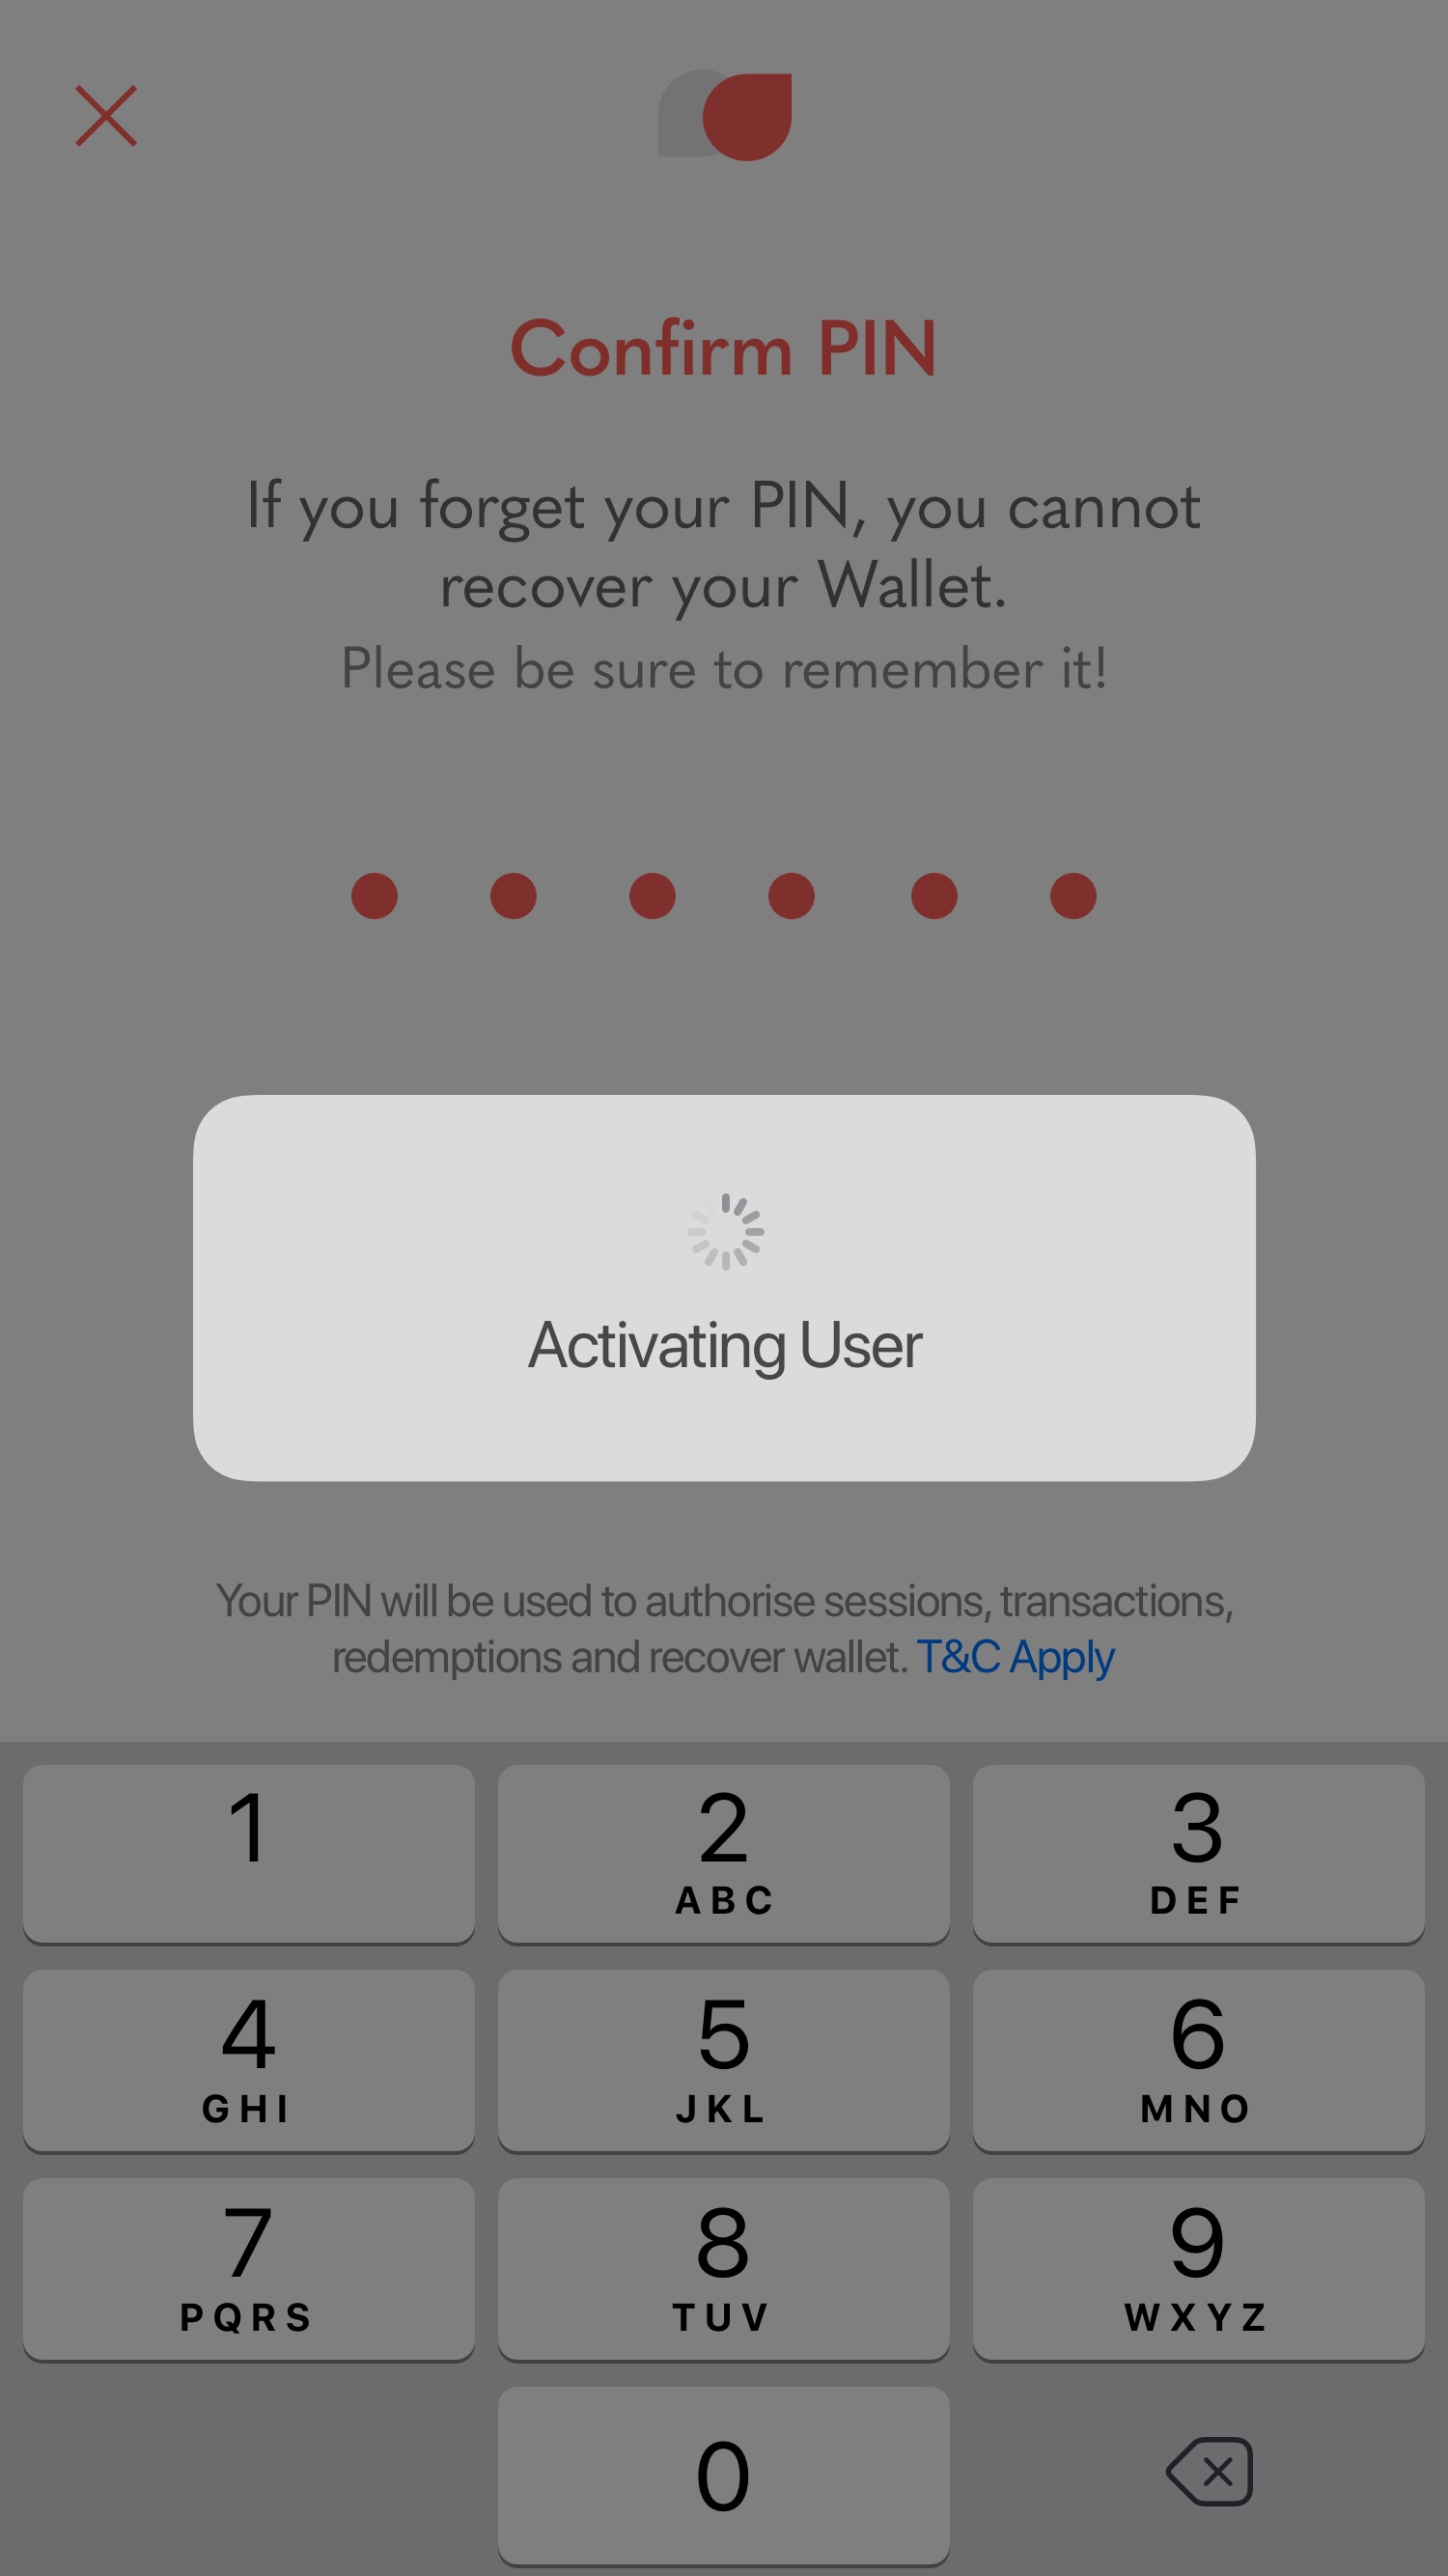 Confirm PIN
If you forget your PIN, you cannot
recover your Wallet.
Please be sure to remember it!
Activating User
Your PIN will be used to authorise sessions, transactions,
redemptions and recover wallet. T&C Apply
1
2
3
ABC
DEF
4
5
6
GHI
JKL
MNO
7
8
9
PQRS
TUV
WXYZ
0